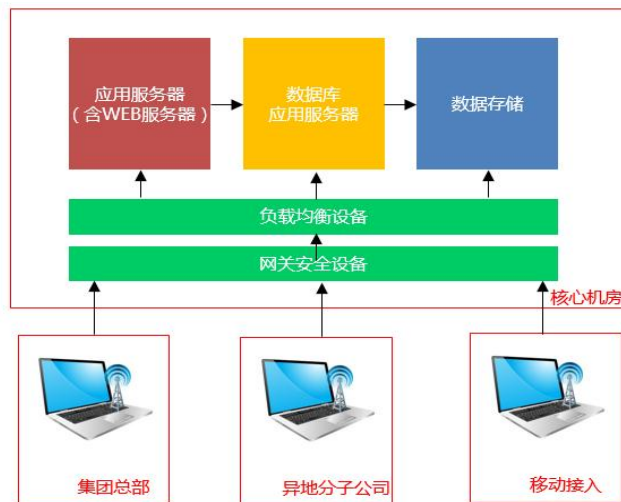 应用服务器
（含WEB服务器）
数据库
应用服务器
数据存储
负载均衡设备
网关安全设备
核心机房
集团总部
异地分子公司
移动接入